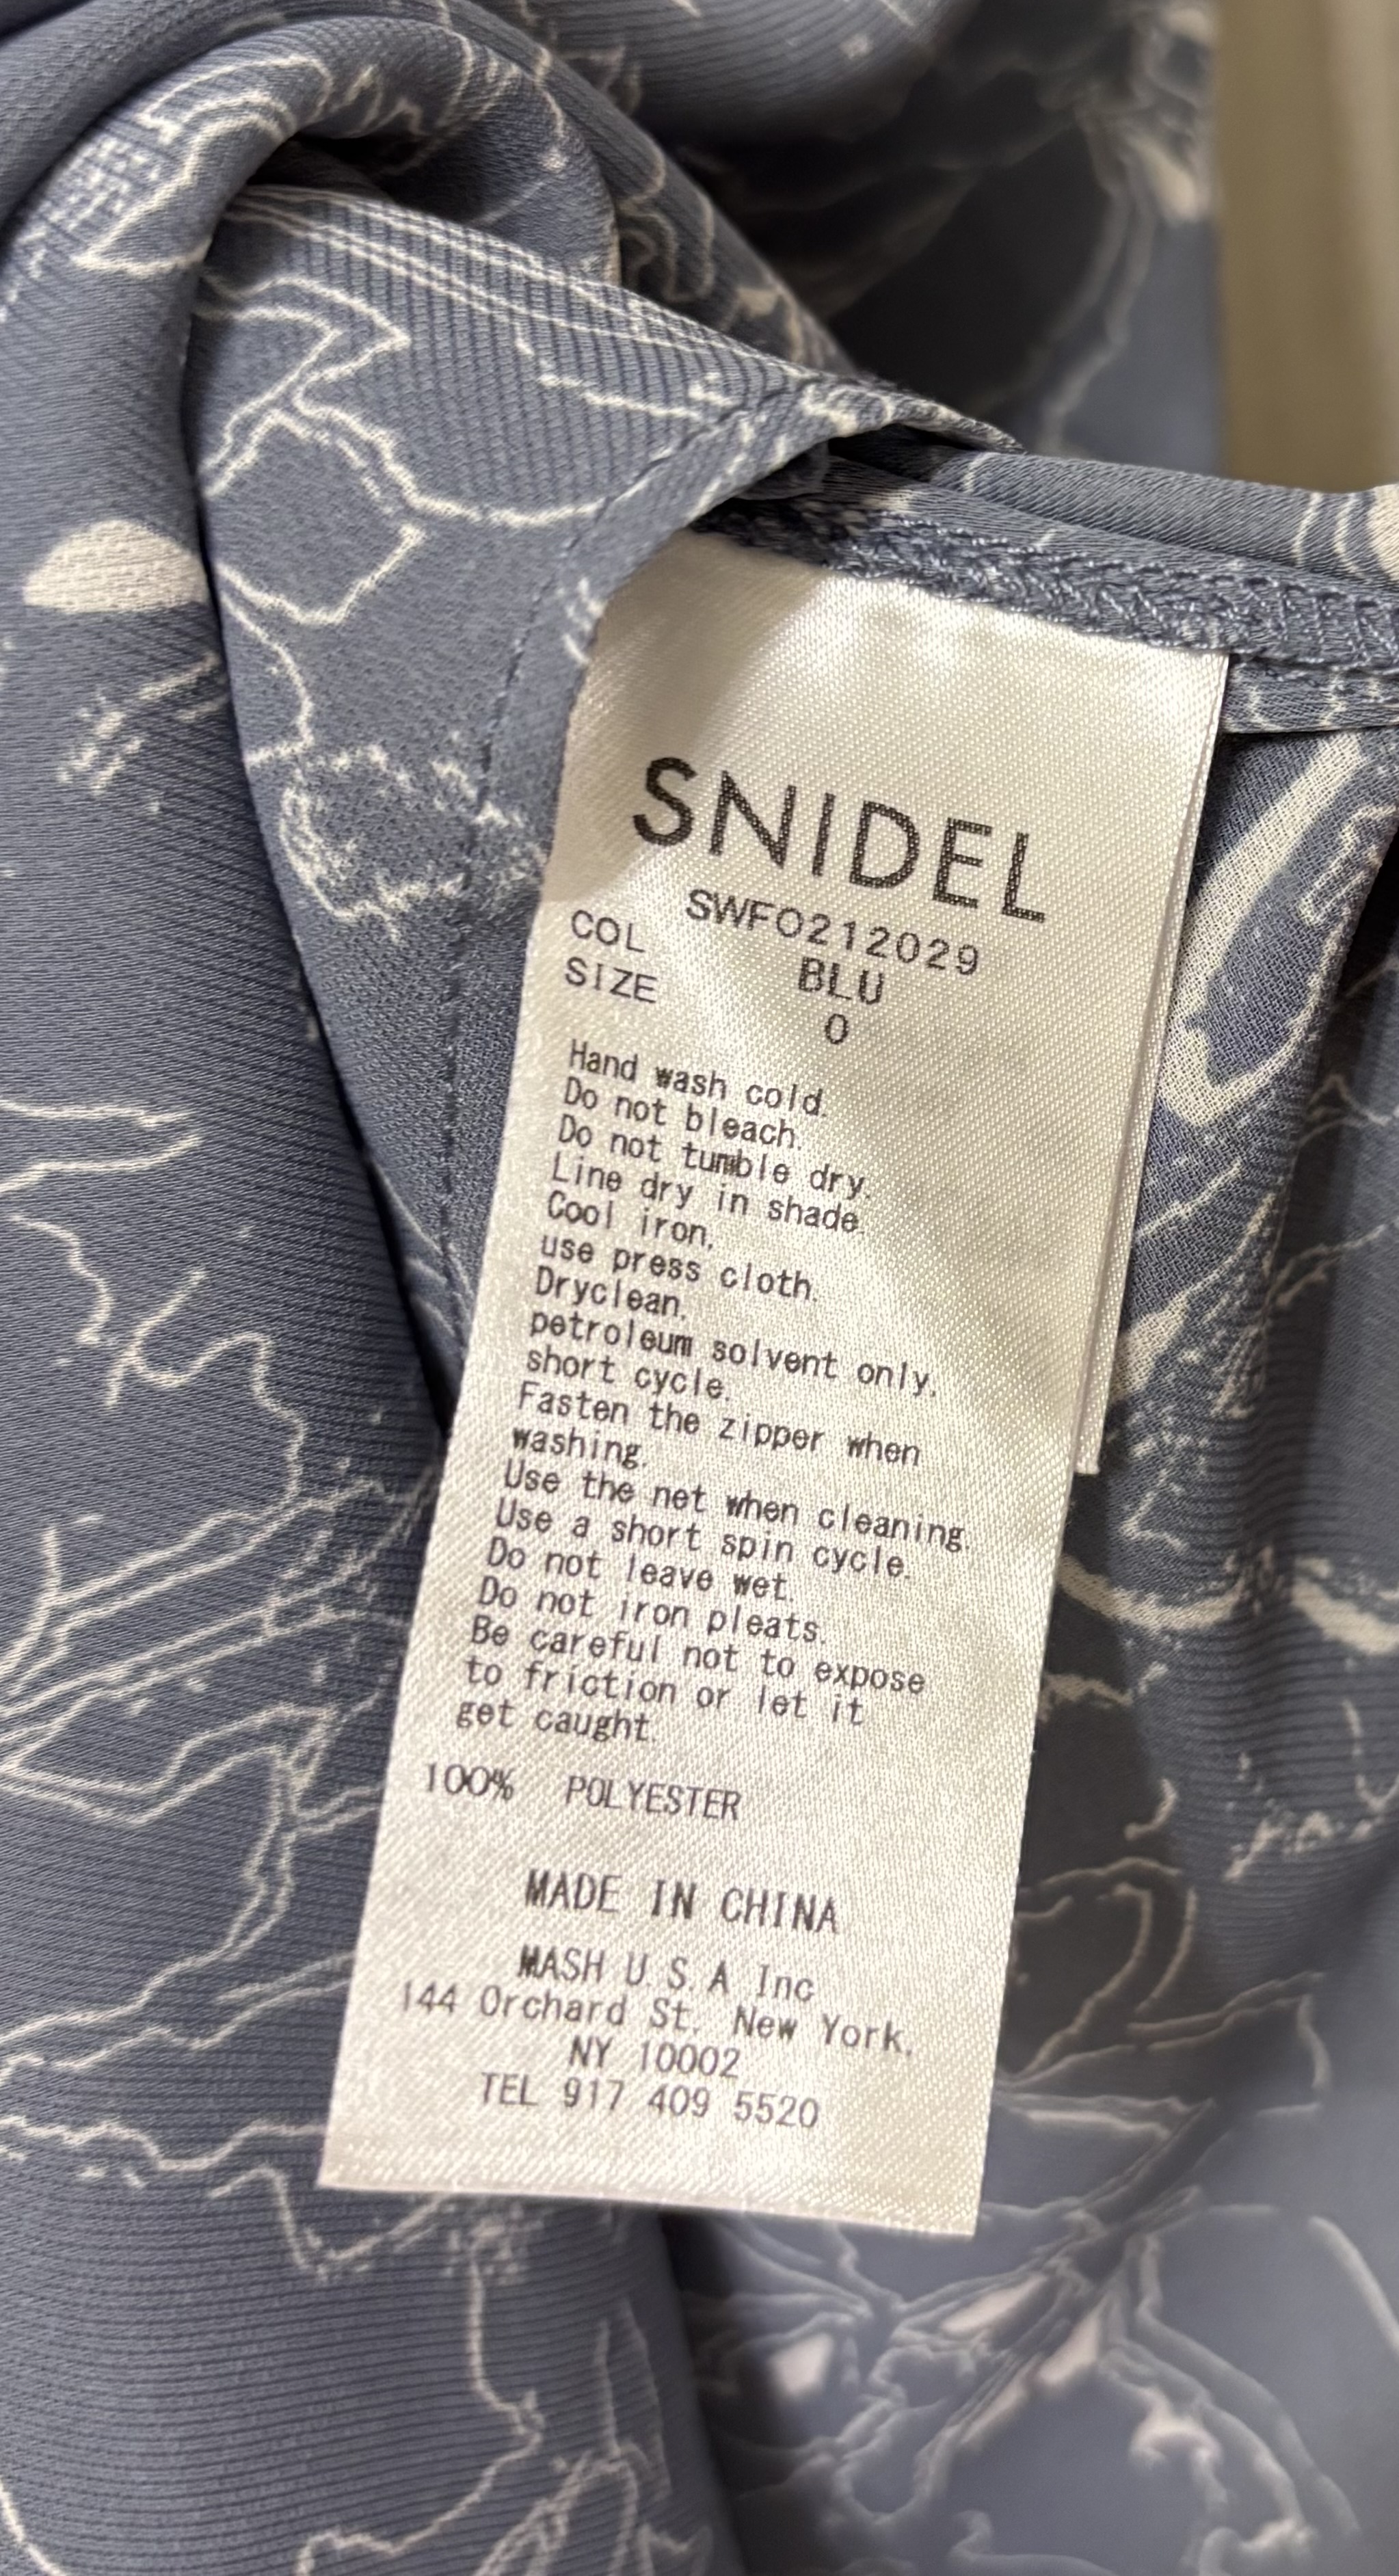 SNIDEL
SWFO212029
COL BLU
SIZE 0
Hand wash cold.
Do not bleach.
Do not tumble dry.
Line dry in shade.
Cool iron,
use press cloth.
Dryclean,
petroleum solvent only,
short cycle.
Fasten the zipper when
washing.
Use the net when cleaning.
Use a short spin cycle.
Do not leave wet.
Do not iron pleats.
Be careful not to expose
to friction or let it
get caught.
100% POLYESTER
MADE IN CHINA
MASH U.S.A Inc
144 Orchard St. New York,
NY 10002
TEL 917 409 5520